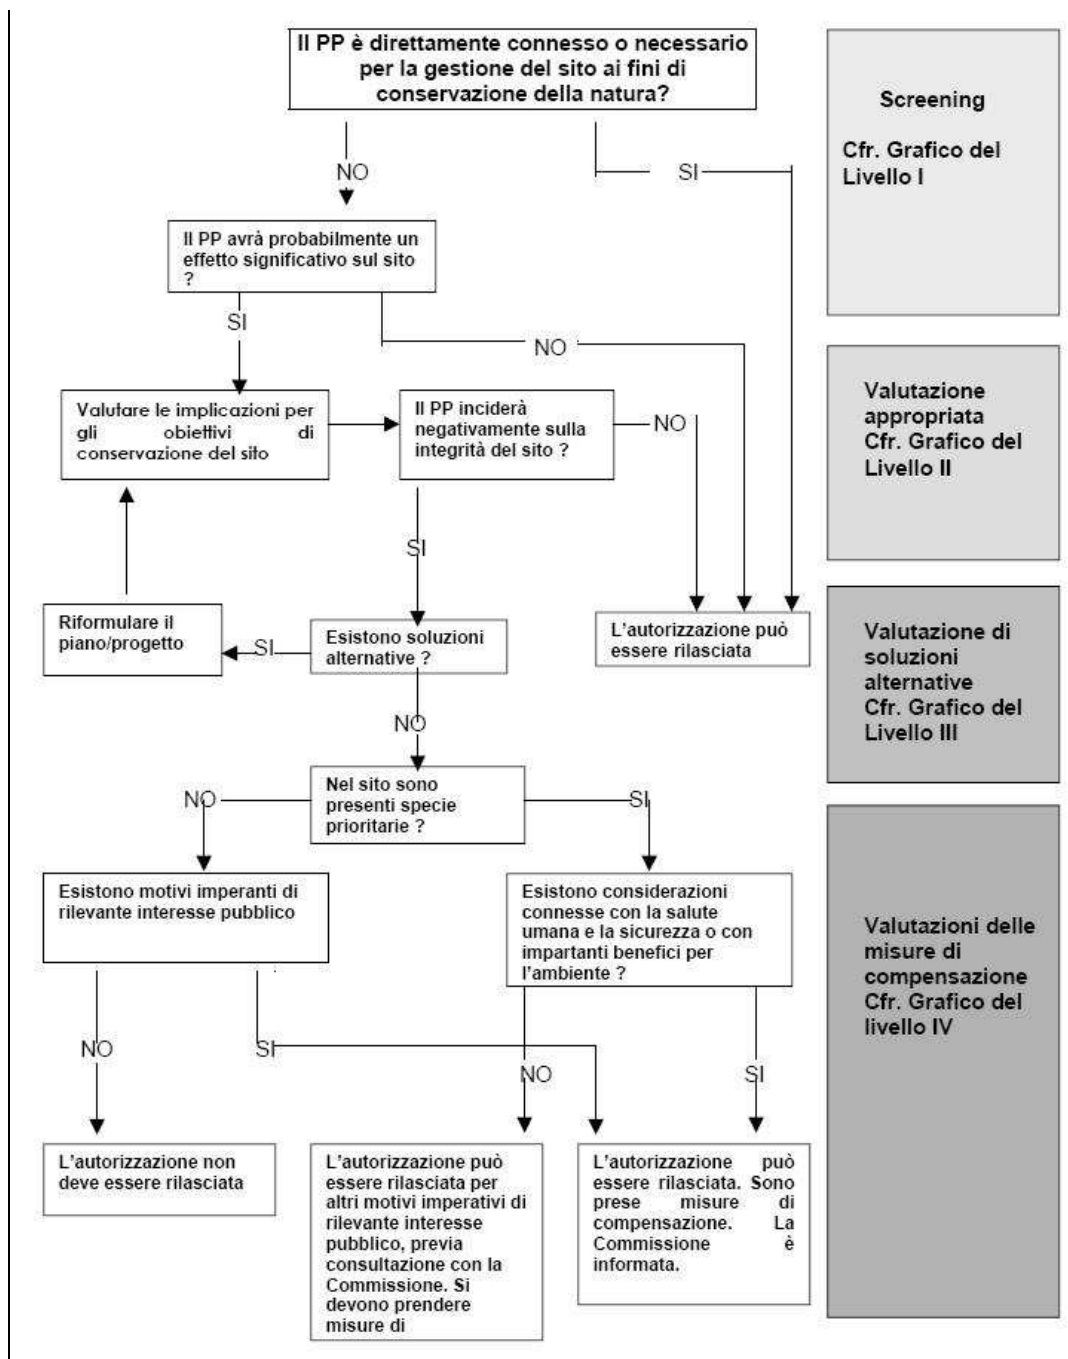 Il PP è direttamente connesso o necessario
per la gestione del sito ai fini di
conservazione della natura?
Screening
Cfr. Grafico del
Livello I
NO
SI
Il PP avrà probabilmente un
effetto significativo sul sito
?
SI
NO
Valutare le implicazioni per
gli obiettivi di
conservazione del sito
Il PP inciderà
negativamente sulla
integrità del sito ?
NO
Valutazione
appropriata
Cfr. Grafico del
Livello II
SI
Riformulare il
piano/progetto
SI
Esistono soluzioni
alternative ?
L'autorizzazione può
essere rilasciata
Valutazione di
soluzioni
alternative
Cfr. Grafico del
Livello III
NO
Nel sito sono
presenti specie
prioritarie ?
NO
SI
Esistono motivi imperanti di
rilevante interesse pubblico
Esistono considerazioni
connesse con la salute
umana e la sicurezza o con
impartanti benefici per
l'ambiente ?
Valutazioni delle
misure di
compensazione
Cfr. Grafico del
livello IV
NO
SI
NO
SI
L'autorizzazione non
deve essere rilasciata
L'autorizzazione può
essere rilasciata per
altri motivi imperativi di
rilevante interesse
pubblico, previa
consultazione con la
Commissione. Si
devono prendere
misure di
L'autorizzazione può
essere rilasciata. Sono
prese misure di
compensazione. La
Commissione è
informata.